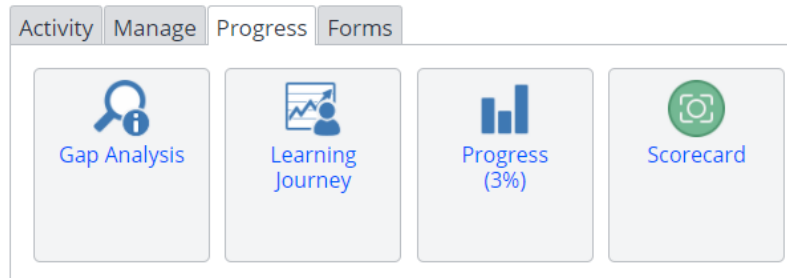 Activity Manage Progress Forms
Gap Analysis
Learning
Journey
Progress
(3%)
Scorecard